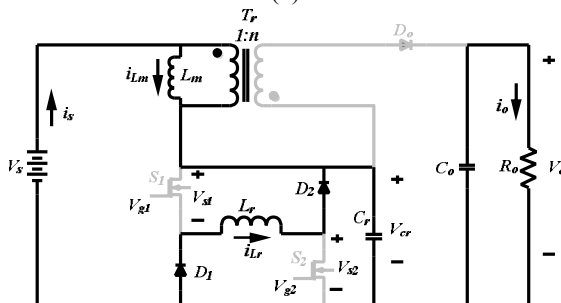 Tr
1:n
Do
iLm
Lm
is
io
Vs
S1
Vg1
Vs1
D2
Co
Ro
Lr
Cr
Vcr
iLr
D1
S2
Vs2
Vg2